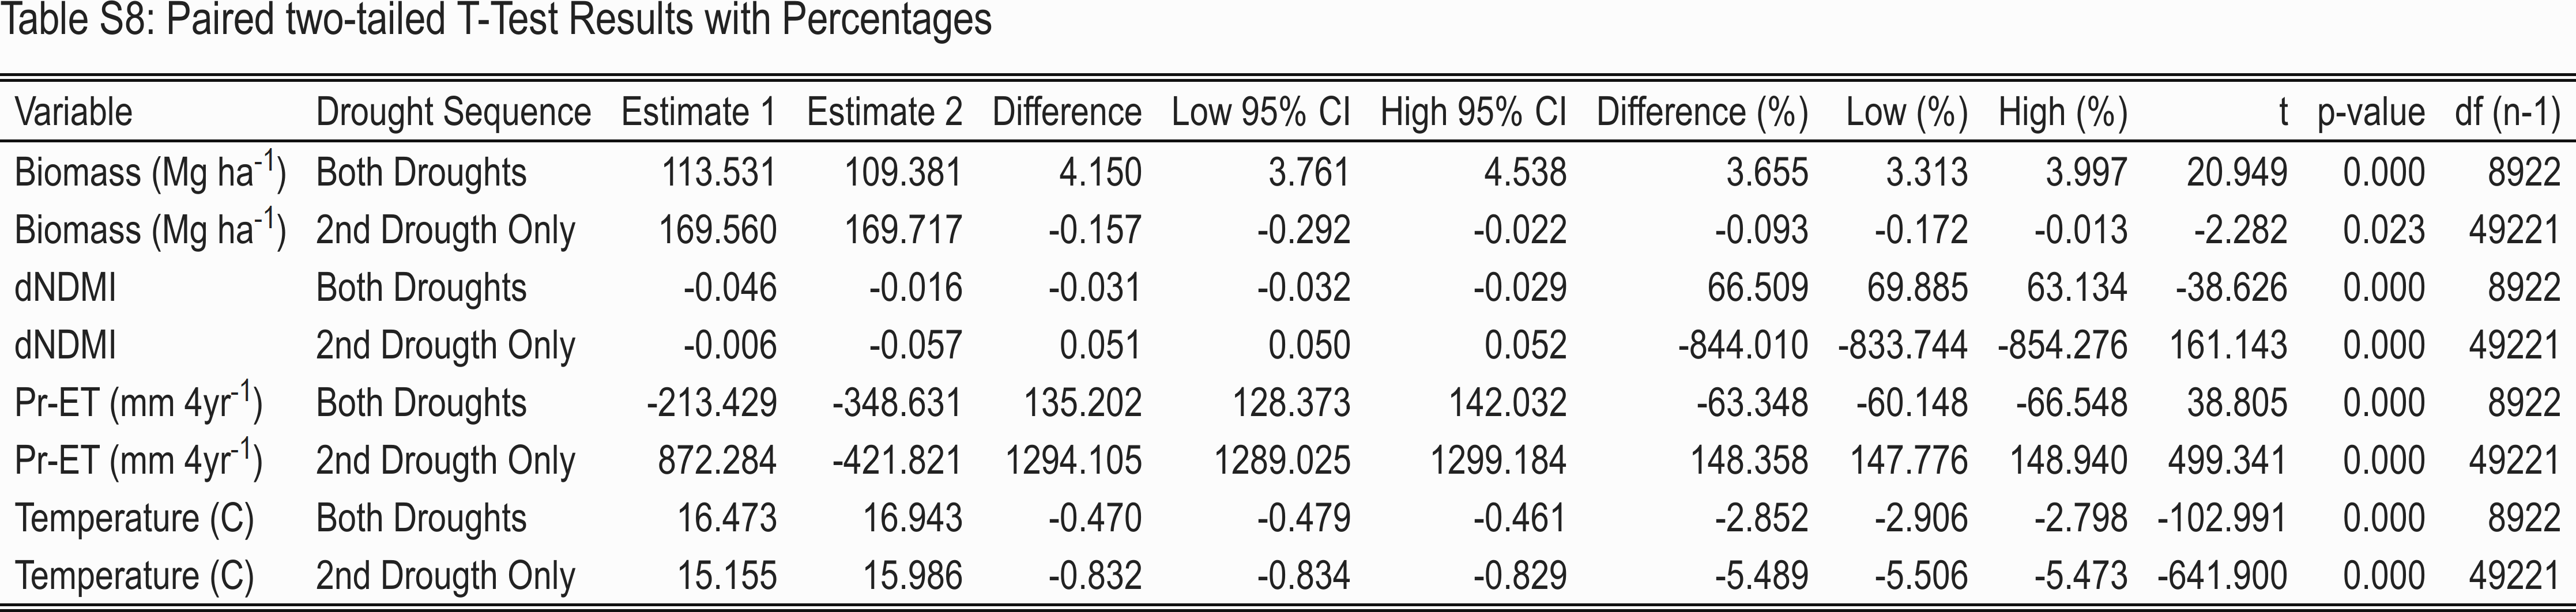 Table S8: Paired two-tailed T-Test Results with Percentages
Variable Drought Sequence Estimate 1 Estimate 2 Difference Low 95% CI High 95% CI Difference (%) Low (%) High (%) t p-value df (n-1)
Biomass (Mg ha⁻¹) Both Droughts 113.531 109.381 4.150 3.761 4.538 3.655 3.313 3.997 20.949 0.000 8922
Biomass (Mg ha⁻¹) 2nd Drougth Only 169.560 169.717 -0.157 -0.292 -0.022 -0.093 -0.172 -0.013 -2.282 0.023 49221
dNDMI Both Droughts -0.046 -0.016 -0.031 -0.032 -0.029 66.509 69.885 63.134 -38.626 0.000 8922
dNDMI 2nd Drougth Only -0.006 -0.057 0.051 0.050 0.052 -844.010 -833.744 -854.276 161.143 0.000 49221
Pr-ET (mm 4yr⁻¹) Both Droughts -213.429 -348.631 135.202 128.373 142.032 -63.348 -60.148 -66.548 38.805 0.000 8922
Pr-ET (mm 4yr⁻¹) 2nd Drougth Only 872.284 -421.821 1294.105 1289.025 1299.184 148.358 147.776 148.940 499.341 0.000 49221
Temperature (C) Both Droughts 16.473 16.943 -0.470 -0.479 -0.461 -2.852 -2.906 -2.798 -102.991 0.000 8922
Temperature (C) 2nd Drougth Only 15.155 15.986 -0.832 -0.834 -0.829 -5.489 -5.506 -5.473 -641.900 0.000 49221